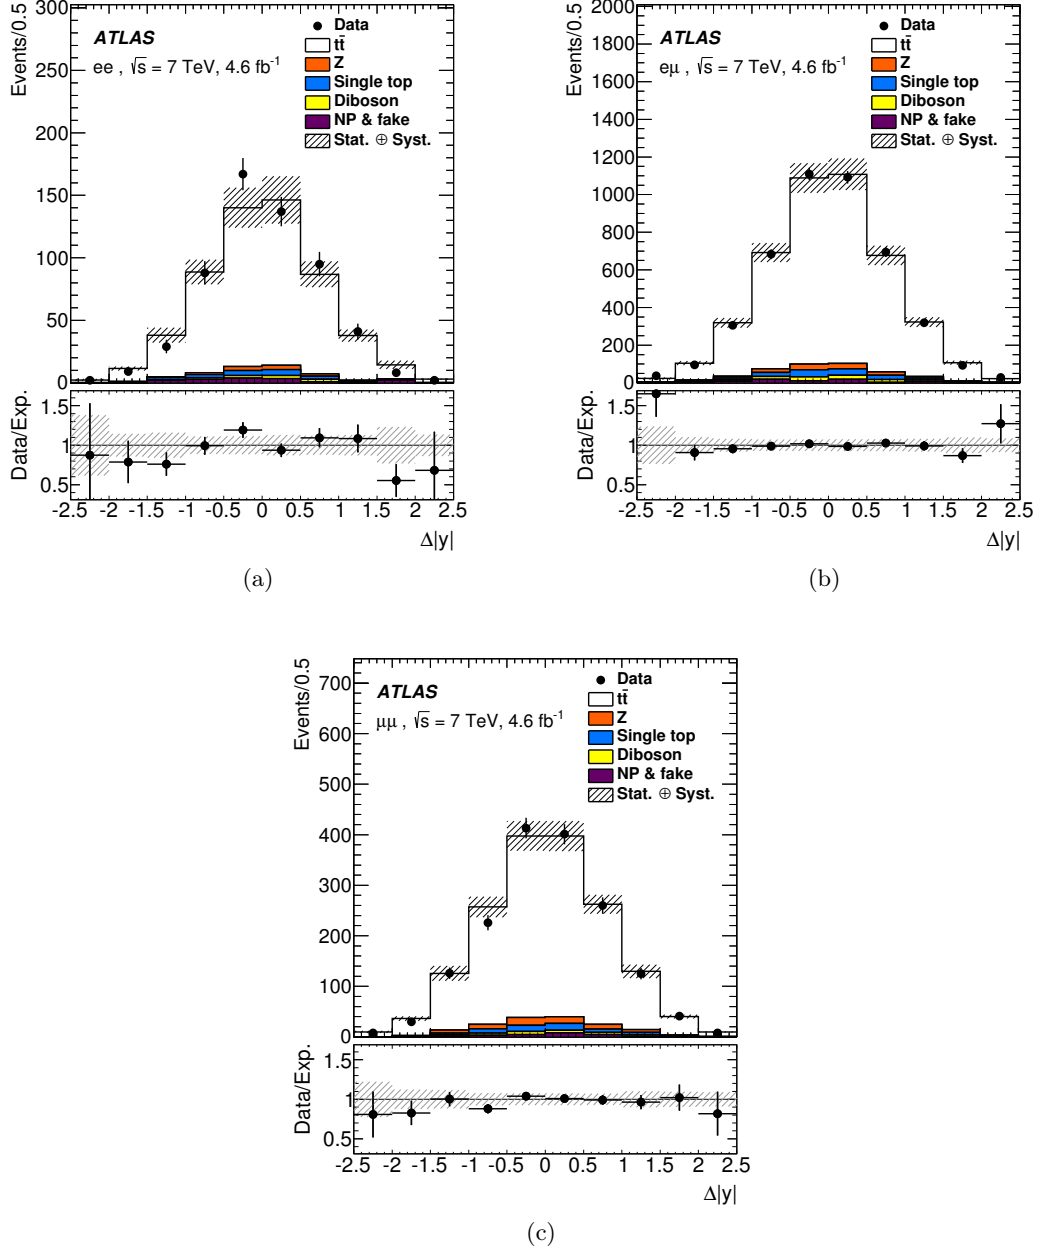 Events/0.5
300
250
200
150
100
50
0
ATLAS
ee , √s = 7 TeV, 4.6 fb⁻¹
Data
tt̄
Z
Single top
Diboson
NP & fake
Stat. ⊕ Syst.
Data/Exp.
1.5
1
0.5
-2.5 -2 -1.5 -1 -0.5 0 0.5 1 1.5 2 2.5
Δ|y|
(a)
Events/0.5
2000
1800
1600
1400
1200
1000
800
600
400
200
0
ATLAS
eμ , √s = 7 TeV, 4.6 fb⁻¹
Data
tt̄
Z
Single top
Diboson
NP & fake
Stat. ⊕ Syst.
Data/Exp.
1.5
1
0.5
-2.5 -2 -1.5 -1 -0.5 0 0.5 1 1.5 2 2.5
Δ|y|
(b)
Events/0.5
700
600
500
400
300
200
100
0
ATLAS
μμ , √s = 7 TeV, 4.6 fb⁻¹
Data
tt̄
Z
Single top
Diboson
NP & fake
Stat. ⊕ Syst.
Data/Exp.
1.5
1
0.5
-2.5 -2 -1.5 -1 -0.5 0 0.5 1 1.5 2 2.5
Δ|y|
(c)